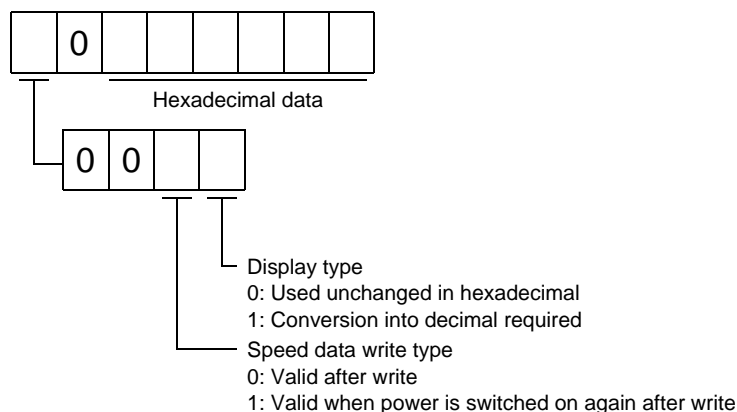 0
Hexadecimal data
0 0
Display type
0: Used unchanged in hexadecimal
1: Conversion into decimal required
Speed data write type
0: Valid after write
1: Valid when power is switched on again after write